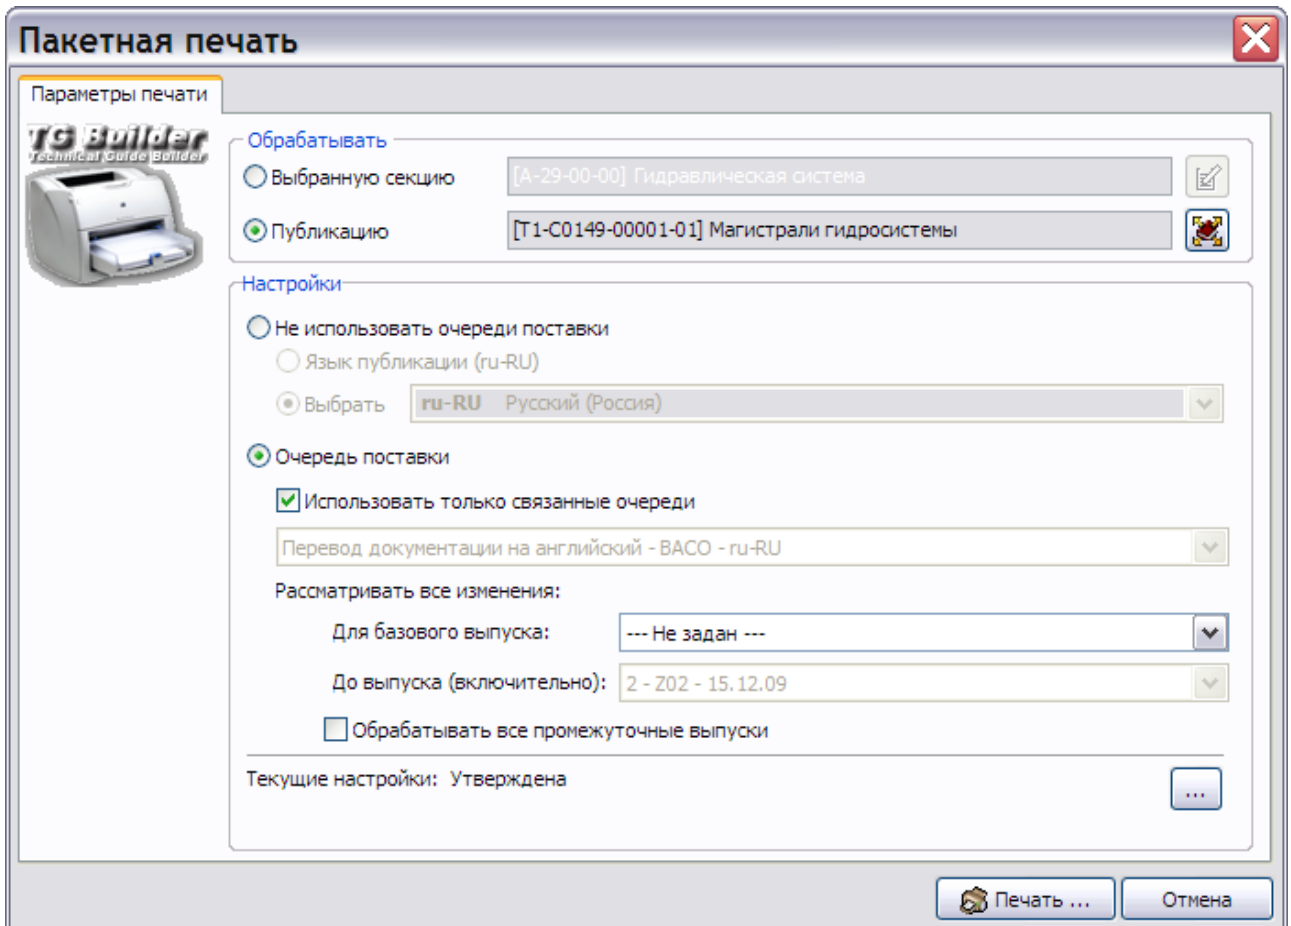 Пакетная печать
Параметры печати
TG Builder
Technical Guide Builder
Обрабатывать
Выбранную секцию [A-29-00-00] Гидравлическая система
Публикацию [T1-C0149-00001-01] Магистрали гидросистемы
Настройки
Не использовать очереди поставки
Язык публикации (ru-RU)
Выбрать ru-RU Русский (Россия)
Очередь поставки
Использовать только связанные очереди
Перевод документации на английский - BACO - ru-RU
Рассматривать все изменения:
Для базового выпуска: --- Не задан ---
До выпуска (включительно): 2 - Z02 - 15.12.09
Обрабатывать все промежуточные выпуски
Текущие настройки: Утверждена ...
Печать ... Отмена